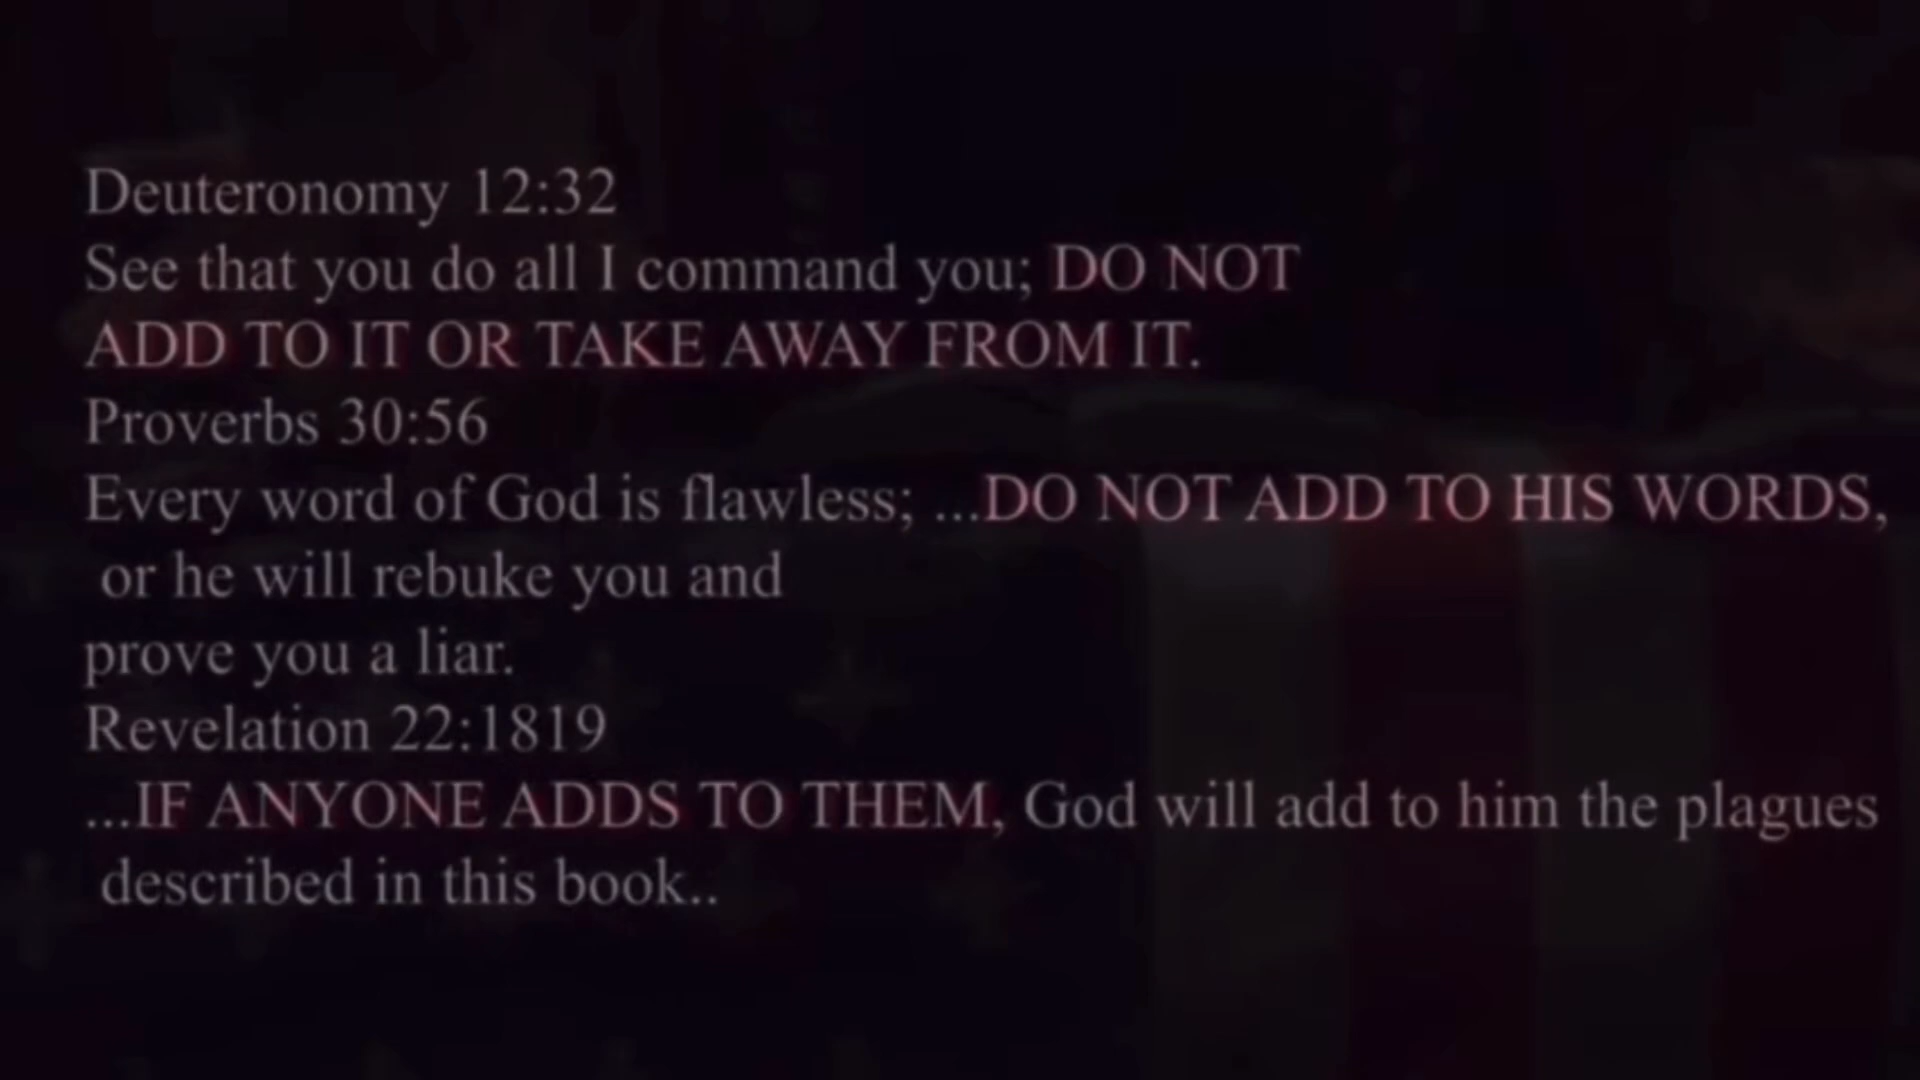 Deuteronomy 12:32
See that you do all I command you; DO NOT
ADD TO IT OR TAKE AWAY FROM IT.
Proverbs 30:56
Every word of God is flawless; ...DO NOT ADD TO HIS WORDS,
or he will rebuke you and
prove you a liar.
Revelation 22:1819
...IF ANYONE ADDS TO THEM, God will add to him the plagues
described in this book..